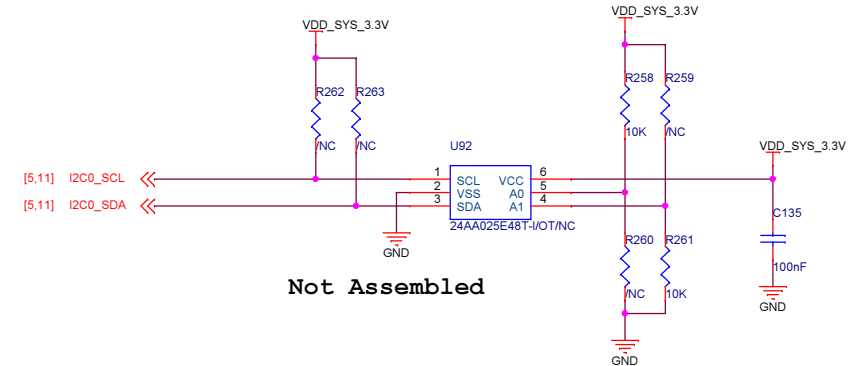 VDD_SYS_3.3V
VDD_SYS_3.3V
R262
R263
/NC
/NC
R258
R259
10K
/NC
VDD_SYS_3.3V
U92
[5,11] I2C0_SCL
[5,11] I2C0_SDA
1 SCL VCC 6
2 VSS A0 5
3 SDA A1 4
24AA025E48T-I/OT/NC
C135
100nF
GND
GND
R260
R261
/NC
10K
GND
Not Assembled